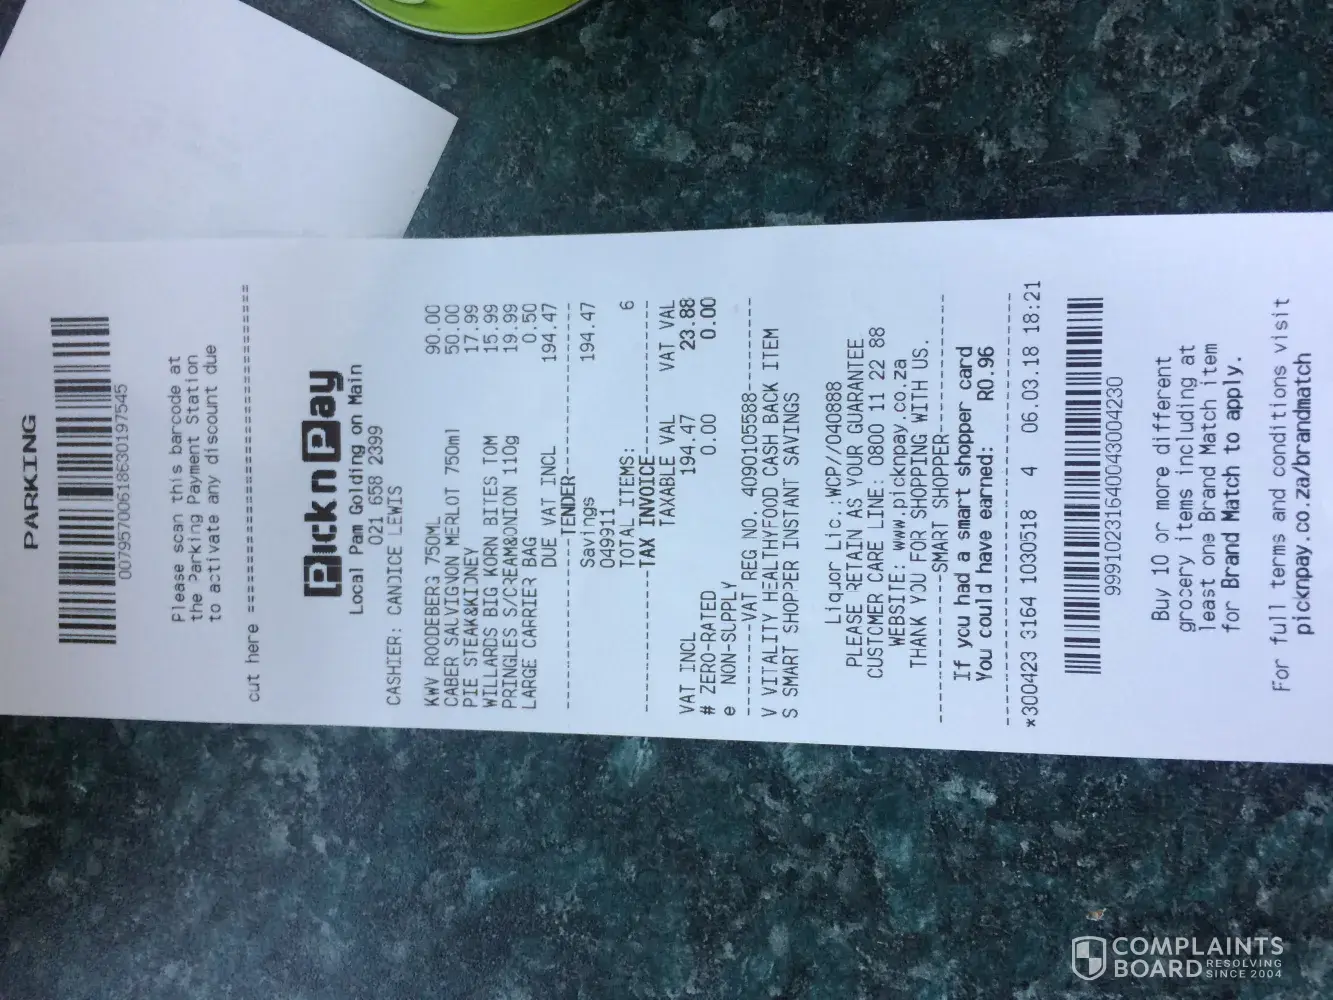 PARKING
00795700618630197545
Please scan this barcode at
the Parking Payment Station
to activate any discount due
cut here ==============================
Pick n Pay
Local Pam Golding on Main
021 658 2399
CASHIER: CANDICE LEWIS
KWV ROODEBERG 750ML 90.00
CABER SAUVIGNON MERLOT 750ml 50.00
PIE STEAK&KIDNEY 17.99
WILLARDS BIG KORN BITES TOM 15.99
PRINGLES S/CREAM&ONION 110g 19.99
LARGE CARRIER BAG 0.50
DUE VAT INCL 194.47
----------------TENDER----------------
Savings 194.47
049911
TOTAL ITEMS: 6
--------------TAX INVOICE--------------
TAXABLE VAL VAT VAL
VAT INCL 194.47 23.88
# ZERO-RATED 0.00 0.00
e NON-SUPPLY
--------VAT REG NO. 4090105588--------
V VITALITY HEALTHYFOOD CASH BACK ITEM
S SMART SHOPPER INSTANT SAVINGS
Liquor Lic.:WCP//040888
PLEASE RETAIN AS YOUR GUARANTEE
CUSTOMER CARE LINE: 0800 11 22 88
WEBSITE: www.picknpay.co.za
THANK YOU FOR SHOPPING WITH US.
-------------SMART SHOPPER-------------
If you had a smart shopper card
You could have earned: R0.96
---------------------------------------
*300423 3164 1030518 4 06.03.18 18:21
99910231640043004230
Buy 10 or more different
grocery items including at
least one Brand Match item
for Brand Match to apply.
For full terms and conditions visit
picknpay.co.za/brandmatch
COMPLAINTS
BOARD RESOLVING
SINCE 2004